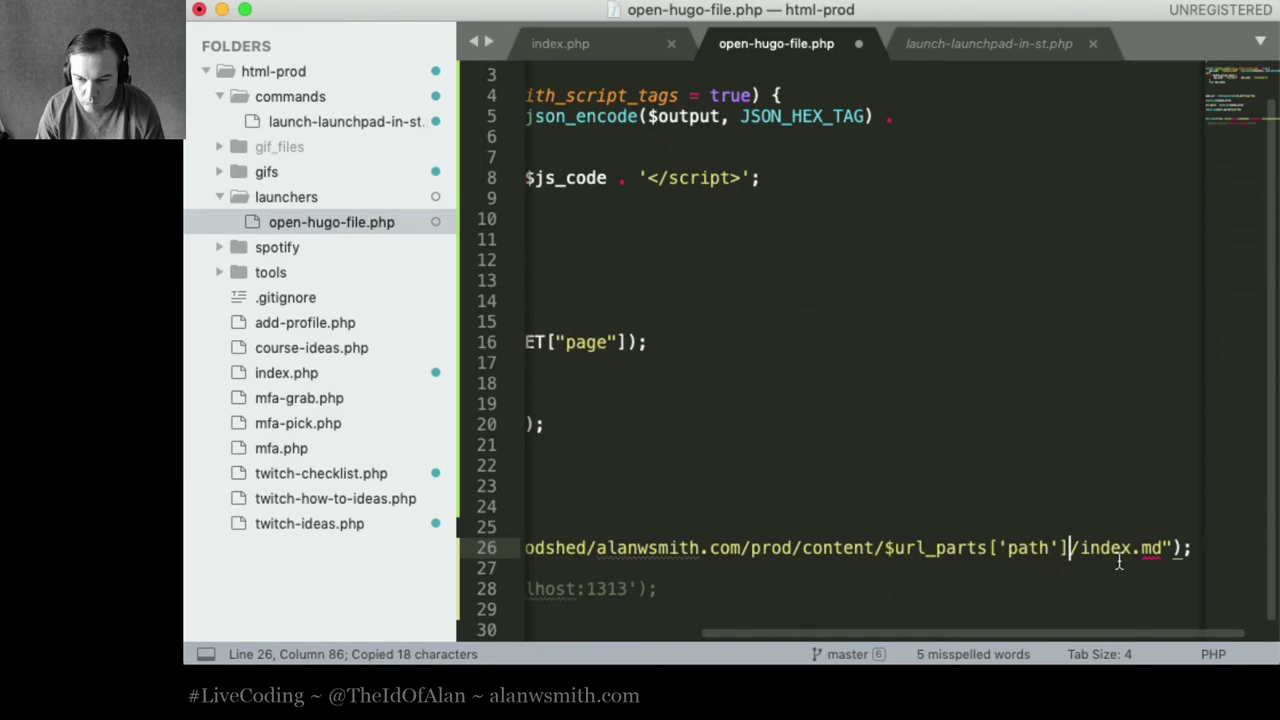 open-hugo-file.php — html-prod
UNREGISTERED
FOLDERS
html-prod
commands
launch-launchpad-in-st.
gif_files
gifs
launchers
open-hugo-file.php
spotify
tools
.gitignore
add-profile.php
course-ideas.php
index.php
mfa-grab.php
mfa-pick.php
mfa.php
twitch-checklist.php
twitch-how-to-ideas.php
twitch-ideas.php
index.php
open-hugo-file.php
launch-launchpad-in-st.php
3
4 ith_script_tags = true) {
5 json_encode($output, JSON_HEX_TAG) .
6
7
8 $js_code . '</script>';
9
10
11
12
13
14
15
16 ET["page"]);
17
18
19
20 );
21
22
23
24
25
26 odshed/alanwsmith.com/prod/content/$url_parts['path']/index.md");
27
28 lhost:1313');
29
30
Line 26, Column 86; Copied 18 characters
master 6
5 misspelled words
Tab Size: 4
PHP
#LiveCoding ~ @TheIdOfAlan ~ alanwsmith.com